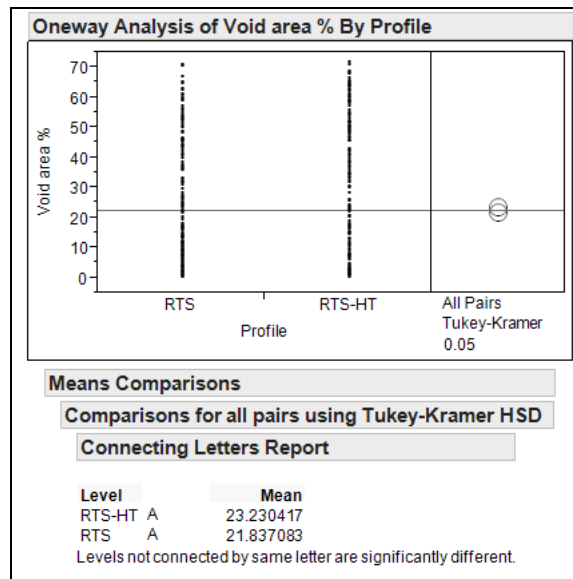 Oneway Analysis of Void area % By Profile
Void area %
70
60
50
40
30
20
10
0
RTS
RTS-HT
Profile
All Pairs
Tukey-Kramer
0.05
Means Comparisons
Comparisons for all pairs using Tukey-Kramer HSD
Connecting Letters Report
Level Mean
RTS-HT A 23.230417
RTS A 21.837083
Levels not connected by same letter are significantly different.